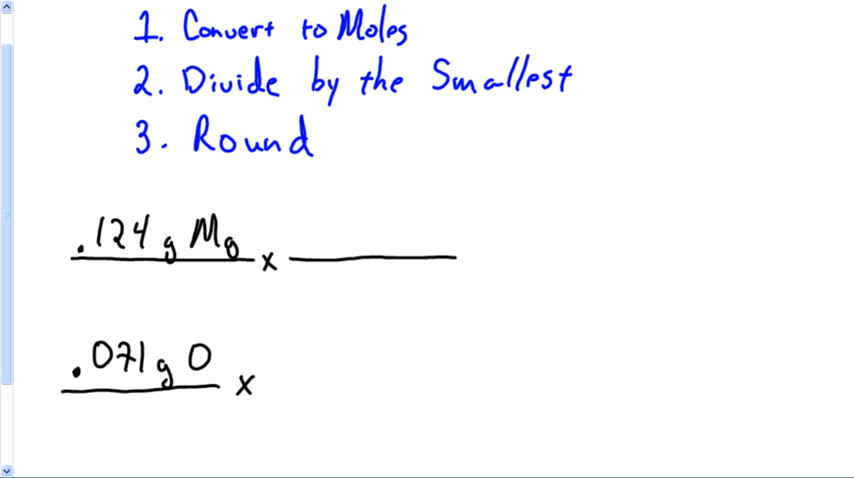 1. Convert to Moles
2. Divide by the Smallest
3. Round
.124 g Mg x
.071 g O x